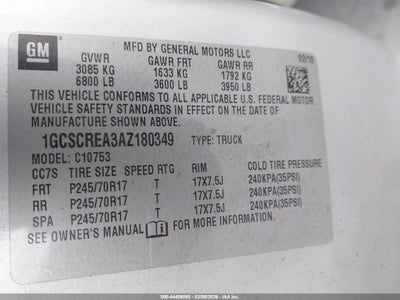 GM
MFD BY GENERAL MOTORS LLC
02/10
GVWR GAWR FRT GAWR RR
3085 KG 1633 KG 1792 KG
6800 LB 3600 LB 3950 LB
THIS VEHICLE CONFORMS TO ALL APPLICABLE U.S. FEDERAL MOTOR
VEHICLE SAFETY STANDARDS IN EFFECT ON THE DATE OF
MANUFACTURE SHOWN ABOVE.
1GCSCREA3AZ180349 TYPE: TRUCK
MODEL: C10753
CC7S TIRE SIZE SPEED RTG RIM COLD TIRE PRESSURE
FRT P245/70R17 T 17X7.5J 240KPA(35PSI)
RR P245/70R17 T 17X7.5J 240KPA(35PSI)
SPA P245/70R17 T 17X7.5J 240KPA(35PSI)
SEE OWNER'S MANUAL FOR MORE INFORMATION